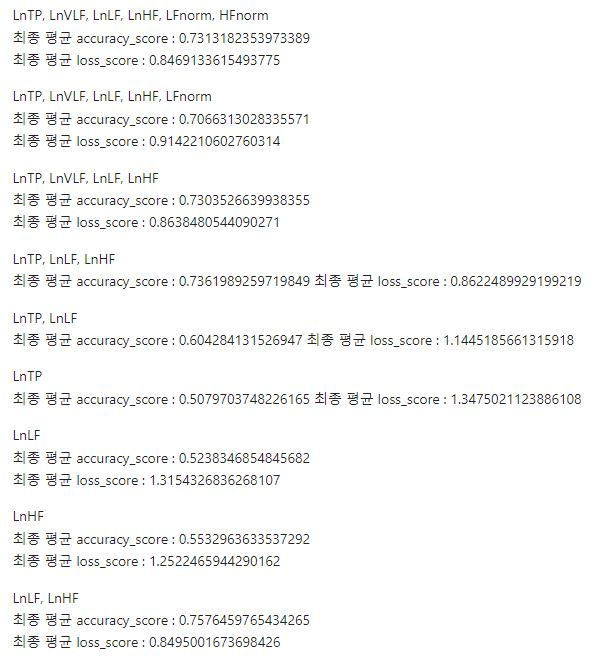 LnTP, LnVLF, LnLF, LnHF, LFnorm, HFnorm
최종 평균 accuracy_score : 0.7313182353973389
최종 평균 loss_score : 0.8469133615493775
LnTP, LnVLF, LnLF, LnHF, LFnorm
최종 평균 accuracy_score : 0.7066313028335571
최종 평균 loss_score : 0.9142210602760314
LnTP, LnVLF, LnLF, LnHF
최종 평균 accuracy_score : 0.7303526639938355
최종 평균 loss_score : 0.8638480544090271
LnTP, LnLF, LnHF
최종 평균 accuracy_score : 0.7361989259719849 최종 평균 loss_score : 0.8622489929199219
LnTP, LnLF
최종 평균 accuracy_score : 0.604284131526947 최종 평균 loss_score : 1.1445185661315918
LnTP
최종 평균 accuracy_score : 0.5079703748226165 최종 평균 loss_score : 1.3475021123886108
LnLF
최종 평균 accuracy_score : 0.5238346854845682
최종 평균 loss_score : 1.3154326836268107
LnHF
최종 평균 accuracy_score : 0.5532963633537292
최종 평균 loss_score : 1.2522465944290162
LnLF, LnHF
최종 평균 accuracy_score : 0.7576459765434265
최종 평균 loss_score : 0.8495001673698426